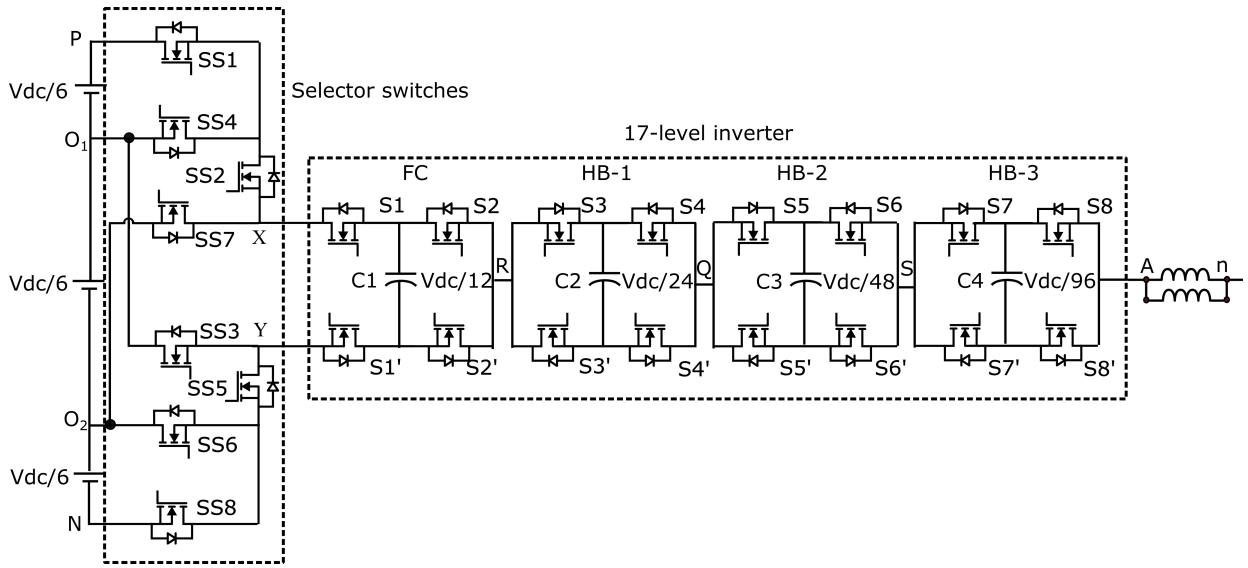 P
SS1
Vdc/6
Selector switches
SS4
O1
17-level inverter
SS2
FC
HB-1
HB-2
HB-3
S1
S2
S3
S4
S5
S6
S7
S8
SS7
X
C1
Vdc/12
R
C2
Vdc/24
Q
C3
Vdc/48
S
C4
Vdc/96
A
n
Vdc/6
SS3
Y
S1'
S2'
S3'
S4'
S5'
S6'
S7'
S8'
SS5
O2
SS6
Vdc/6
SS8
N